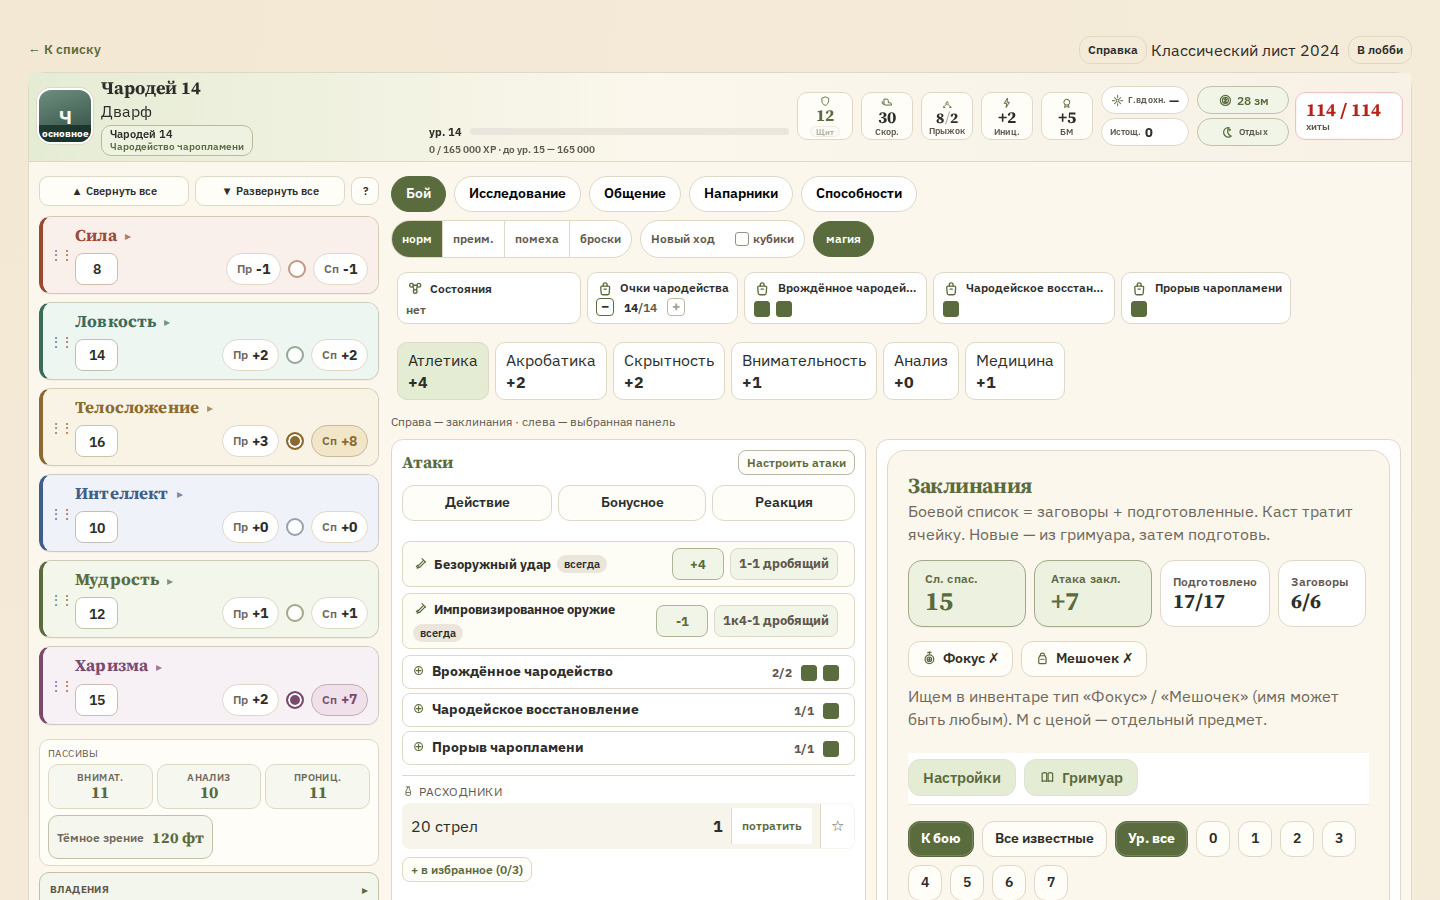 ← К списку
Справка Классический лист 2024 В лобби
Ч
основное
Чародей 14
Дварф
Чародей 14
Чародейство чаропламени
ур. 14
0 / 165 000 XP · до ур. 15 — 165 000
12
Щит
30
Скор.
8/2
Прыжок
+2
Иниц.
+5
БМ
Г.вдохн. —
Истощ. 0
28 зм
Отдых
114 / 114
хиты
▲ Свернуть все ▼ Развернуть все ?
Сила ▸
8 Пр -1 Сп -1
Ловкость ▸
14 Пр +2 Сп +2
Телосложение ▸
16 Пр +3 Сп +8
Интеллект ▸
10 Пр +0 Сп +0
Мудрость ▸
12 Пр +1 Сп +1
Харизма ▸
15 Пр +2 Сп +7
ПАССИВЫ
ВНИМАТ. АНАЛИЗ ПРОНИЦ.
11 10 11
Тёмное зрение 120 фт
ВЛАДЕНИЯ ▸
Бой Исследование Общение Напарники Способности
норм преим. помеха броски Новый ход кубики магия
Состояния
нет
Очки чародейства
− 14/14 +
Врождённое чародей...
Чародейское восстан...
Прорыв чаропламени
Атлетика Акробатика Скрытность Внимательность Анализ Медицина
+4 +2 +2 +1 +0 +1
Справа — заклинания · слева — выбранная панель
Атаки Настроить атаки
Действие Бонусное Реакция
Безоружный удар всегда +4 1-1 дробящий
Импровизированное оружие
всегда
-1 1к4-1 дробящий
Врождённое чародейство 2/2
Чародейское восстановление 1/1
Прорыв чаропламени 1/1
РАСХОДНИКИ
20 стрел 1 потратить ☆
+ в избранное (0/3)
Заклинания
Боевой список = заговоры + подготовленные. Каст тратит
ячейку. Новые — из гримуара, затем подготовь.
Сл. спас. Атака закл. Подготовлено Заговоры
15 +7 17/17 6/6
Фокус ✗ Мешочек ✗
Ищем в инвентаре тип «Фокус» / «Мешочек» (имя может
быть любым). М с ценой — отдельный предмет.
Настройки Гримуар
К бою Все известные Ур. все 0 1 2 3
4 5 6 7